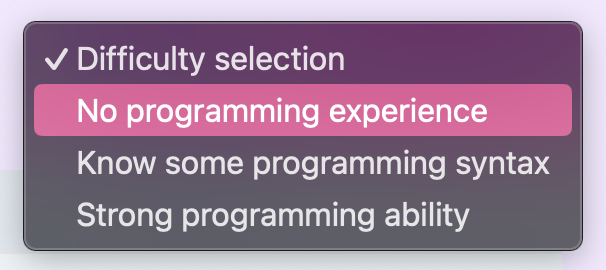 ✓ Difficulty selection
No programming experience
Know some programming syntax
Strong programming ability